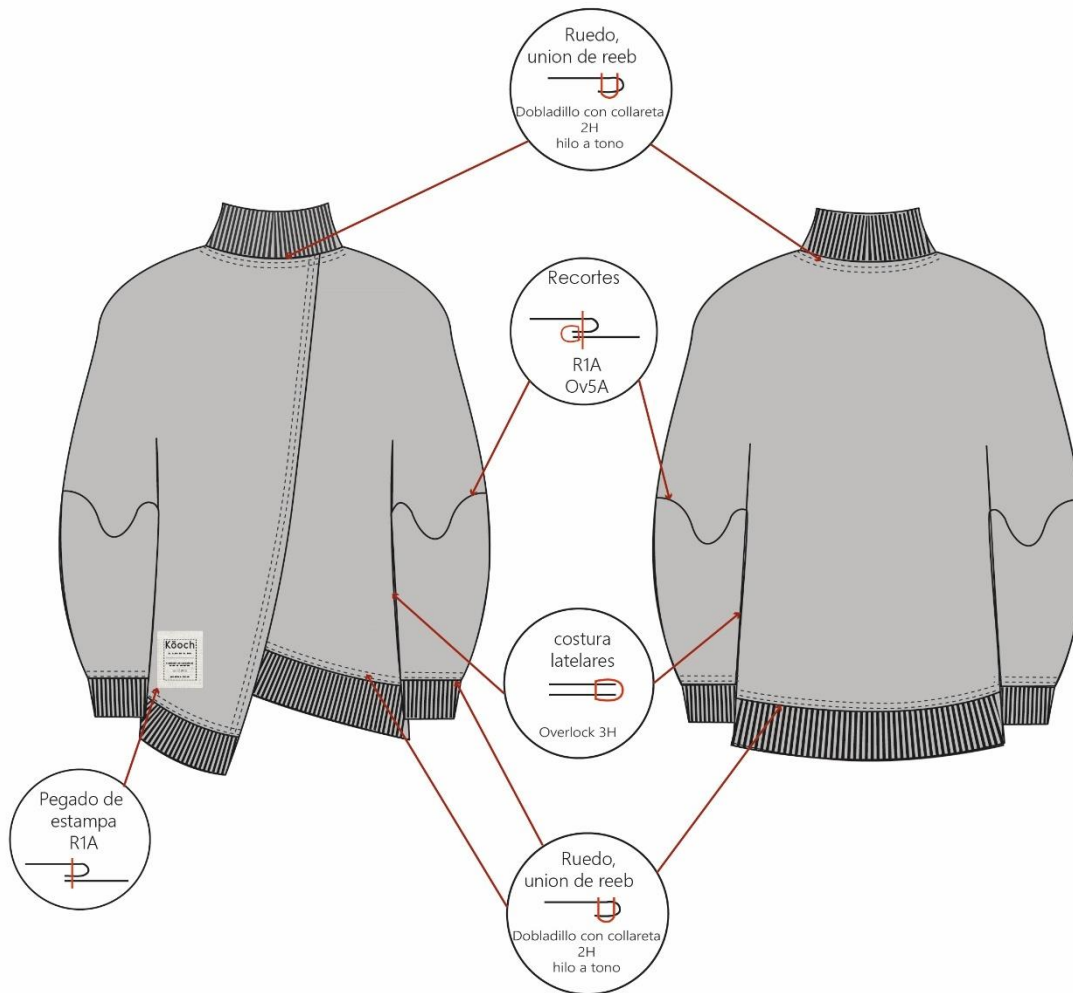 Ruedo,
union de reeb
Dobladillo con collareta
2H
hilo a tono
Recortes
R1A
Ov5A
Kôoch
costura
latelares
Overlock 3H
Pegado de
estampa
R1A
Ruedo,
union de reeb
Dobladillo con collareta
2H
hilo a tono